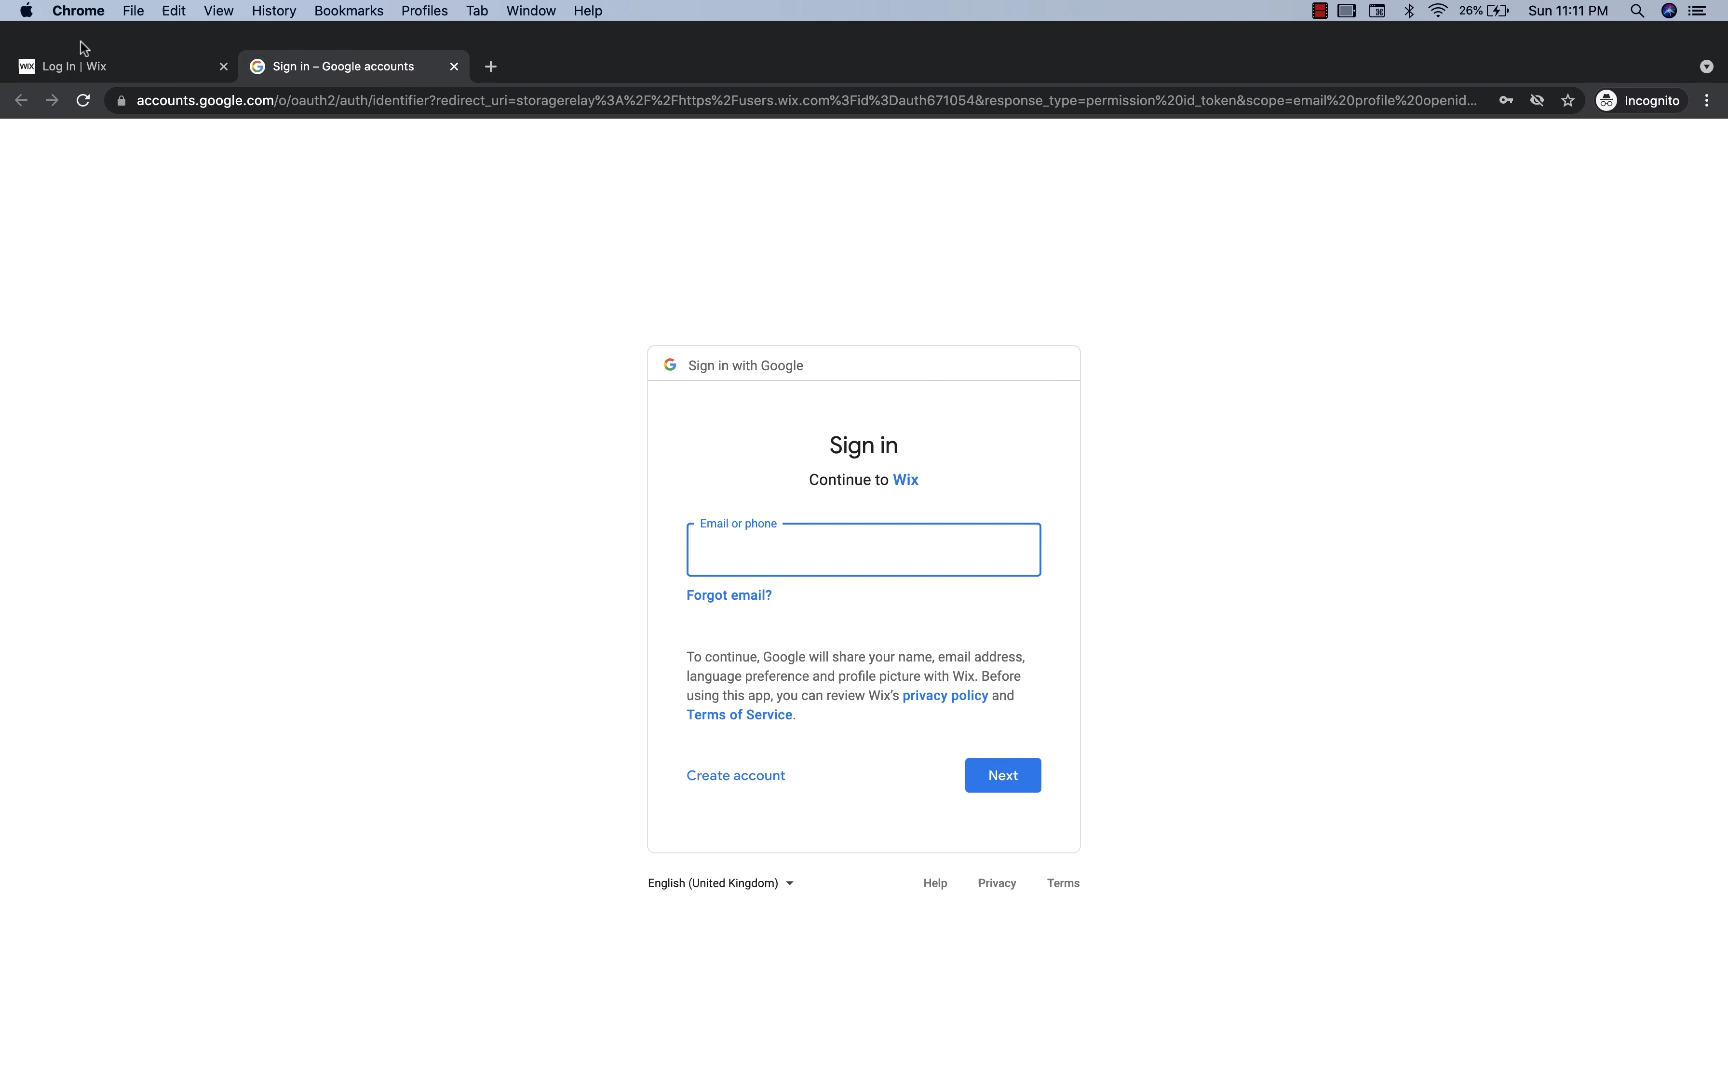 Chrome File Edit View History Bookmarks Profiles Tab Window Help 26% Sun 11:11 PM
WIX Log In | Wix Sign in – Google accounts
accounts.google.com/o/oauth2/auth/identifier?redirect_uri=storagerelay%3A%2F%2Fhttps%2Fusers.wix.com%3Fid%3Dauth671054&response_type=permission%20id_token&scope=email%20profile%20openid... Incognito
Sign in with Google
Sign in
Continue to Wix
Email or phone
Forgot email?
To continue, Google will share your name, email address,
language preference and profile picture with Wix. Before
using this app, you can review Wix's privacy policy and
Terms of Service.
Create account Next
English (United Kingdom) Help Privacy Terms